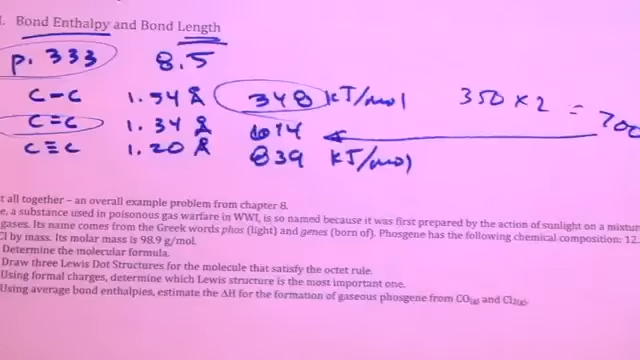 I. Bond Enthalpy and Bond Length
p. 333 8.5
C-C 1.54 Å 348 kJ/mol 350 × 2 = 700
C=C 1.34 Å 614
C≡C 1.20 Å 839 kJ/mol
t all together – an overall example problem from chapter 8.
e, a substance used in poisonous gas warfare in WWI, is so named because it was first prepared by the action of sunlight on a mixtu
gases. Its name comes from the Greek words phos (light) and genes (born of). Phosgene has the following chemical composition: 12.
Cl by mass. Its molar mass is 98.9 g/mol.
Determine the molecular formula.
Draw three Lewis Dot Structures for the molecule that satisfy the octet rule.
Using formal charges, determine which Lewis structure is the most important one.
Using average bond enthalpies, estimate the ΔH for the formation of gaseous phosgene from CO(g) and Cl2(g).